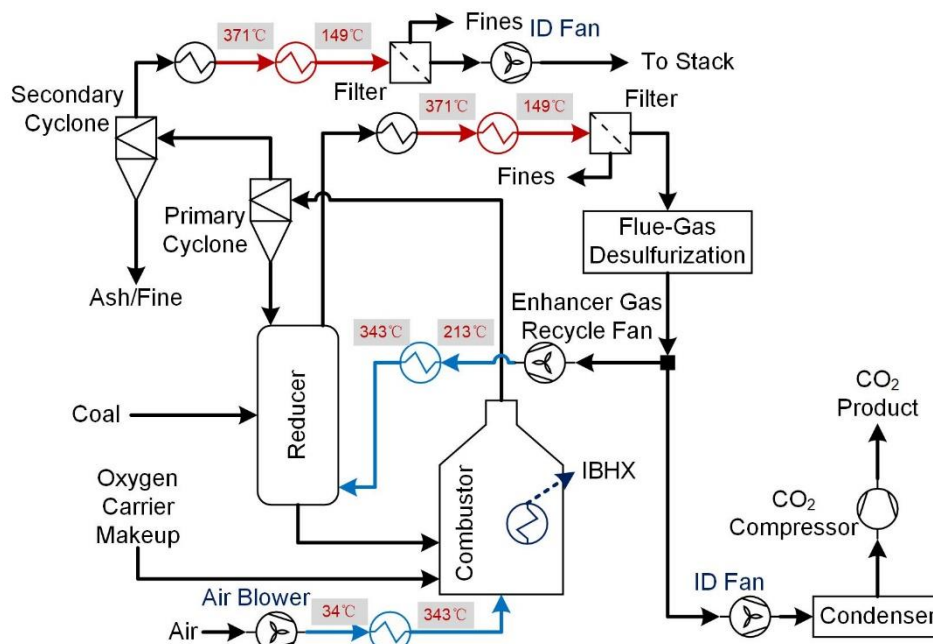 Fines
ID Fan
371℃
149℃
To Stack
Filter
Secondary
Cyclone
371℃
149℃
Filter
Fines
Primary
Cyclone
Flue-Gas
Desulfurization
Ash/Fine
Enhancer Gas
Recycle Fan
343℃
213℃
CO₂
Product
Coal
Reducer
Oxygen
Carrier
Makeup
Combustor
IBHX
CO₂
Compressor
Air Blower
34℃
343℃
ID Fan
Air
Condenser